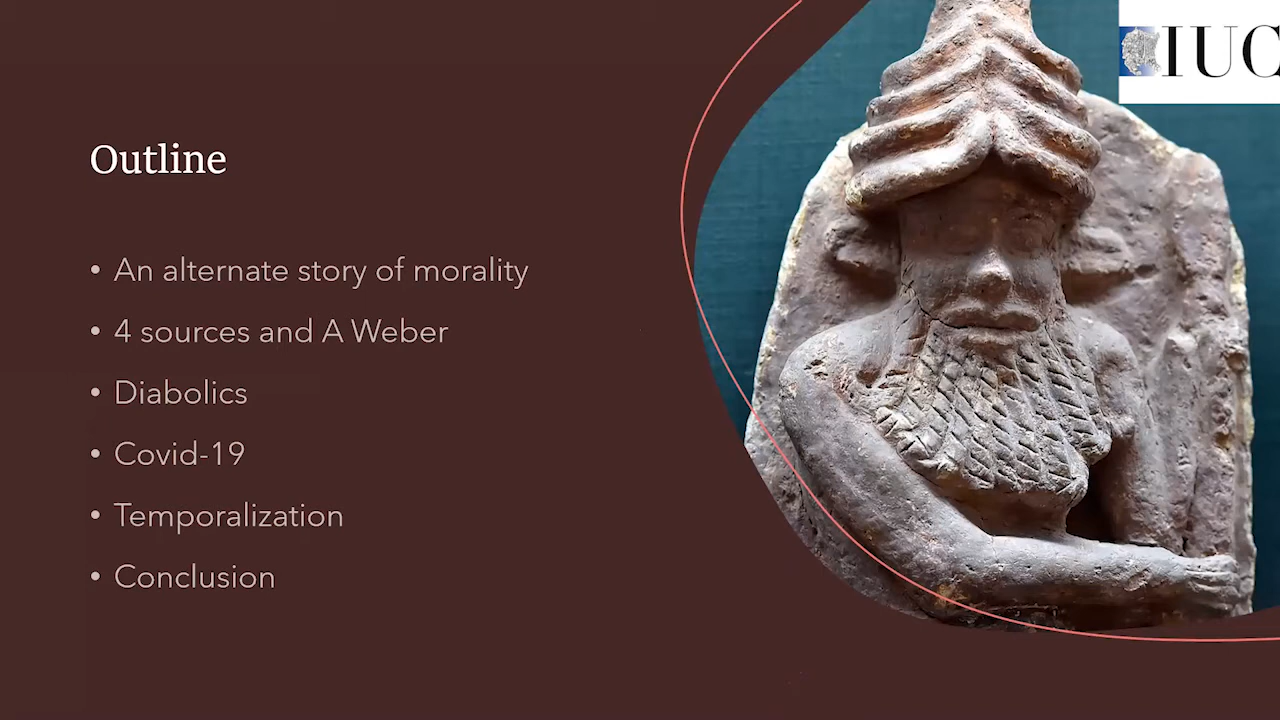 IUC
Outline
• An alternate story of morality
• 4 sources and A Weber
• Diabolics
• Covid-19
• Temporalization
• Conclusion